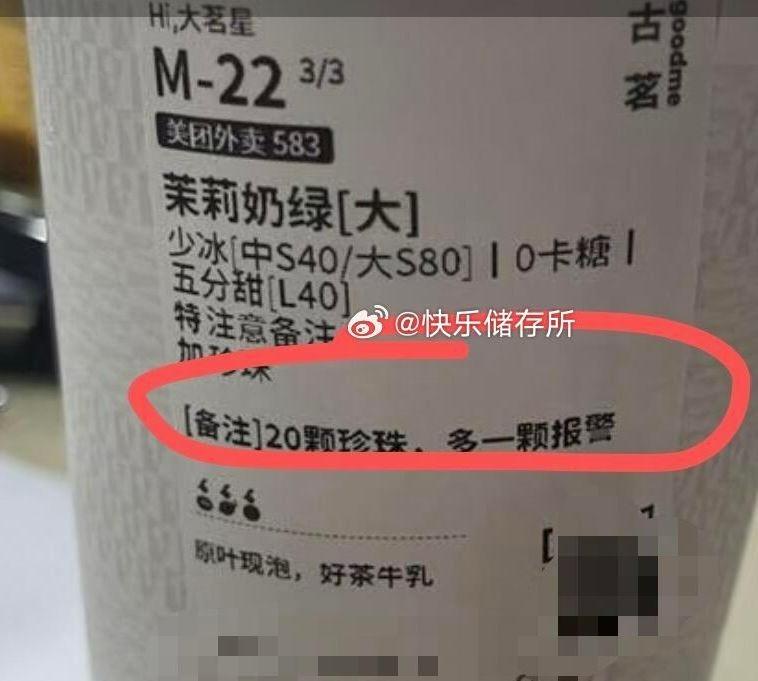 Hi,大茗星
古茗
goodme
M-22 3/3
美团外卖 583
茉莉奶绿[大]
少冰[中S40/大S80] | 0卡糖 |
五分甜[L40]
特注意备注
@快乐储存所
加珍珠
[备注]20颗珍珠，多一颗报警
原叶现泡，好茶牛乳